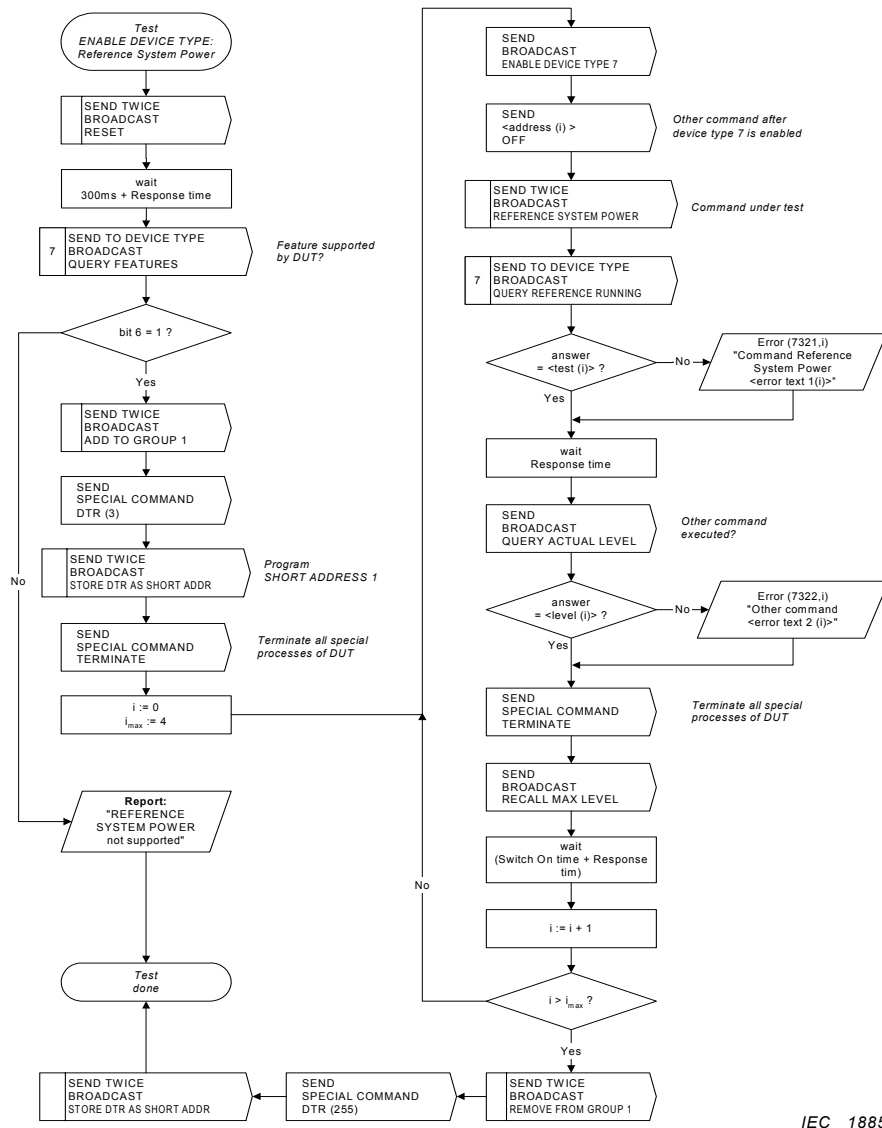 Test
ENABLE DEVICE TYPE:
Reference System Power
SEND TWICE
BROADCAST
RESET
wait
300ms + Response time
7
SEND TO DEVICE TYPE
BROADCAST
QUERY FEATURES
Feature supported
by DUT?
bit 6 = 1 ?
Yes
SEND TWICE
BROADCAST
ADD TO GROUP 1
SEND
SPECIAL COMMAND
DTR (3)
No
SEND TWICE
BROADCAST
STORE DTR AS SHORT ADDR
Program
SHORT ADDRESS 1
SEND
SPECIAL COMMAND
TERMINATE
Terminate all special
processes of DUT
i := 0
imax := 4
Report:
"REFERENCE
SYSTEM POWER
not supported"
Test
done
SEND TWICE
BROADCAST
STORE DTR AS SHORT ADDR
SEND
SPECIAL COMMAND
DTR (255)
SEND
BROADCAST
ENABLE DEVICE TYPE 7
SEND
<address (i) >
OFF
Other command after
device type 7 is enabled
SEND TWICE
BROADCAST
REFERENCE SYSTEM POWER
Command under test
7
SEND TO DEVICE TYPE
BROADCAST
QUERY REFERENCE RUNNING
answer
= <test (i)> ?
No
Error (7321,i)
"Command Reference
System Power
<error text 1(i)>"
Yes
wait
Response time
SEND
BROADCAST
QUERY ACTUAL LEVEL
Other command
executed?
answer
= <level (i)> ?
No
Error (7322,i)
"Other command
<error text 2 (i)>"
Yes
SEND
SPECIAL COMMAND
TERMINATE
Terminate all special
processes of DUT
SEND
BROADCAST
RECALL MAX LEVEL
wait
(Switch On time + Response
tim)
No
i := i + 1
i > imax ?
Yes
SEND TWICE
BROADCAST
REMOVE FROM GROUP 1
IEC 1885